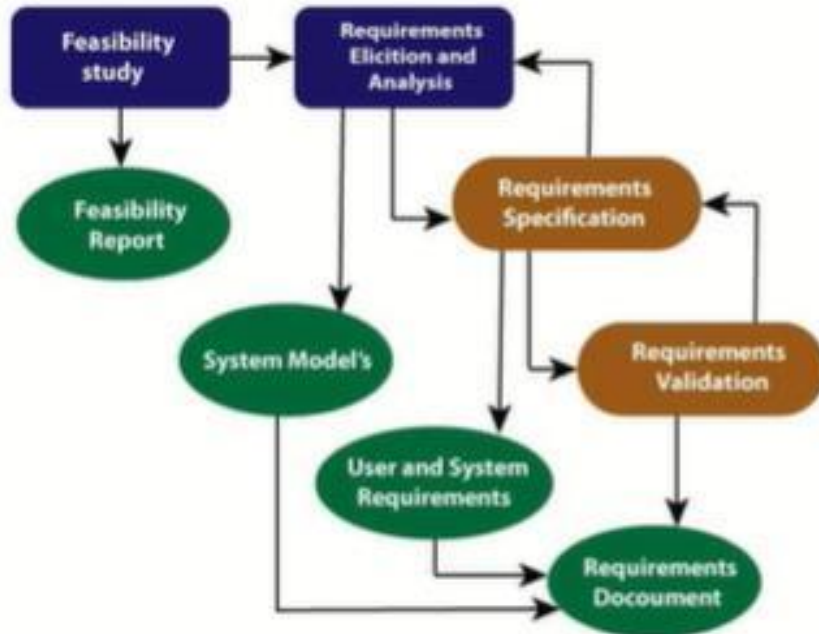 Feasibility
study
Requirements
Elicition and
Analysis
Feasibility
Report
Requirements
Specification
System Model's
Requirements
Validation
User and System
Requirements
Requirements
Docoument